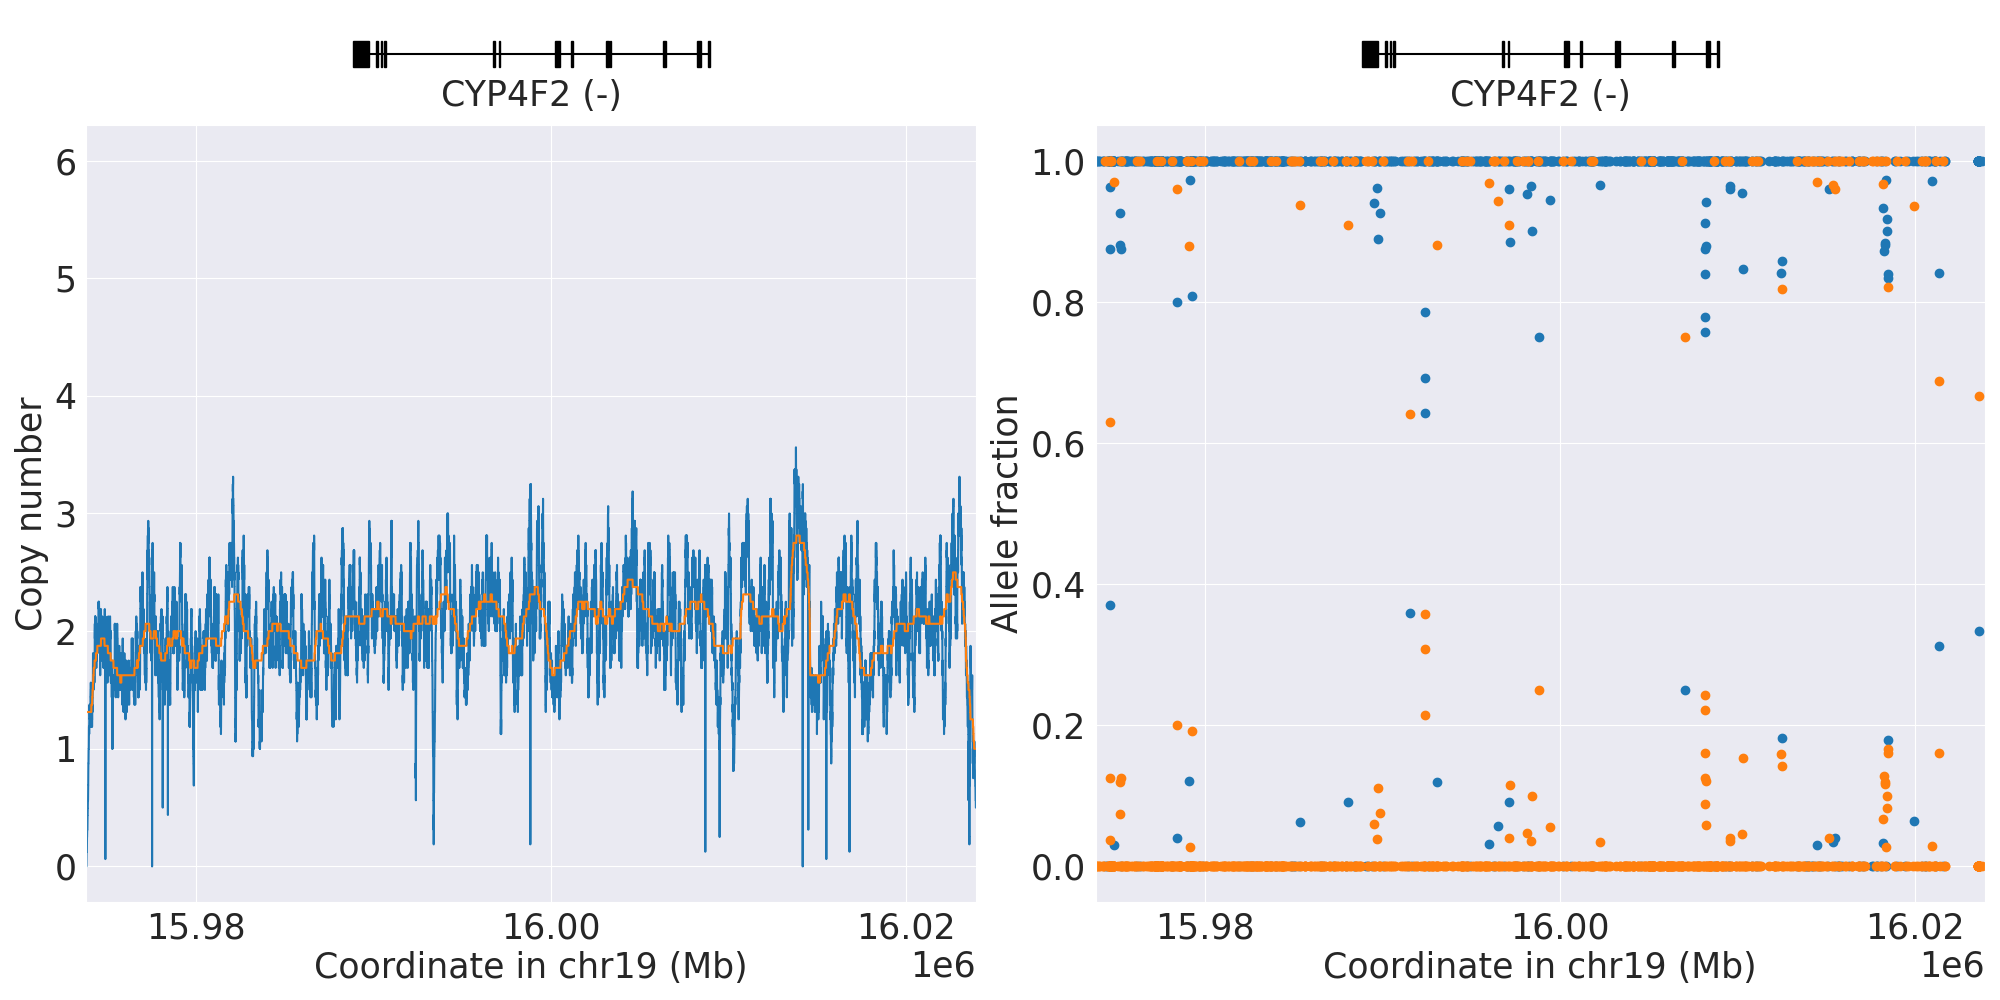 CYP4F2 (-)
6
5
4
3
2
1
0
Copy number
15.98
16.00
16.02
Coordinate in chr19 (Mb)
1e6
CYP4F2 (-)
1.0
0.8
0.6
0.4
0.2
0.0
Allele fraction
15.98
16.00
16.02
Coordinate in chr19 (Mb)
1e6